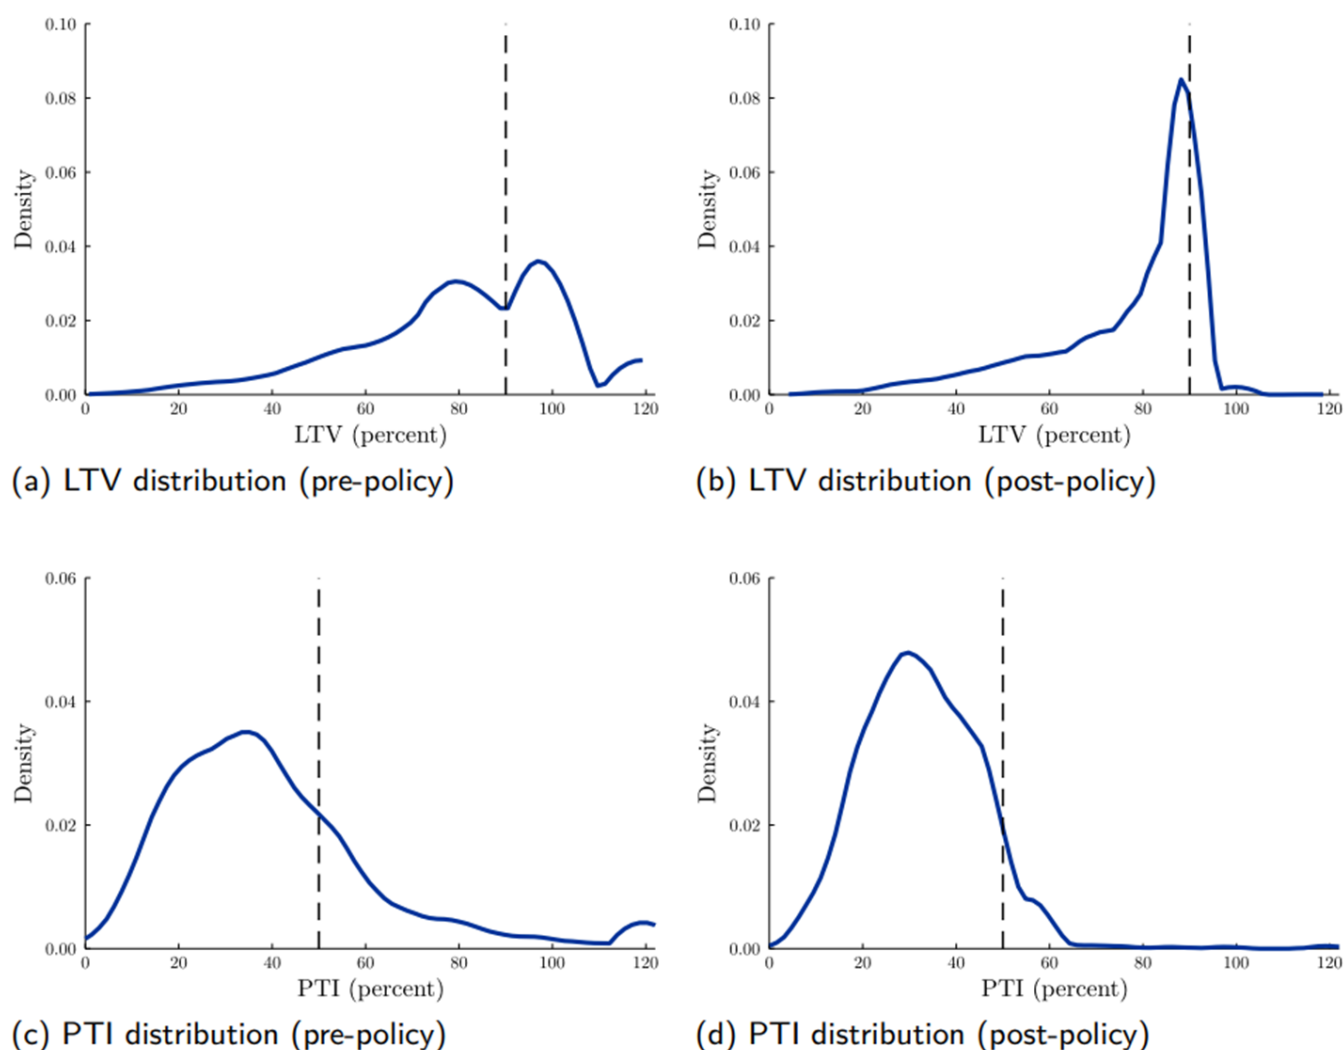 0.10
0.08
0.06
0.04
0.02
0.00
Density
0 20 40 60 80 100 120
LTV (percent)
(a) LTV distribution (pre-policy)
0.10
0.08
0.06
0.04
0.02
0.00
Density
0 20 40 60 80 100 120
LTV (percent)
(b) LTV distribution (post-policy)
0.06
0.04
0.02
0.00
Density
0 20 40 60 80 100 120
PTI (percent)
(c) PTI distribution (pre-policy)
0.06
0.04
0.02
0.00
Density
0 20 40 60 80 100 120
PTI (percent)
(d) PTI distribution (post-policy)